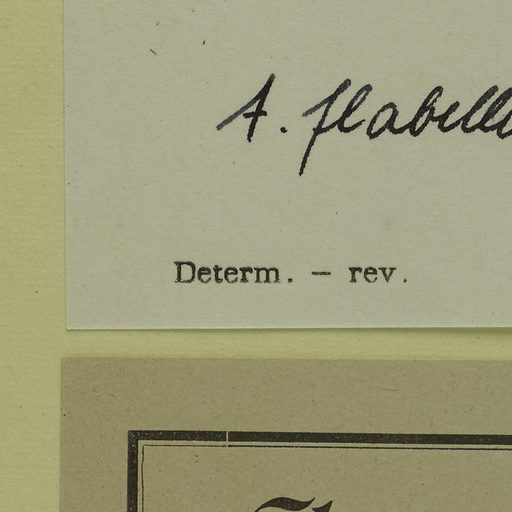 A. flabell
Determ. — rev.